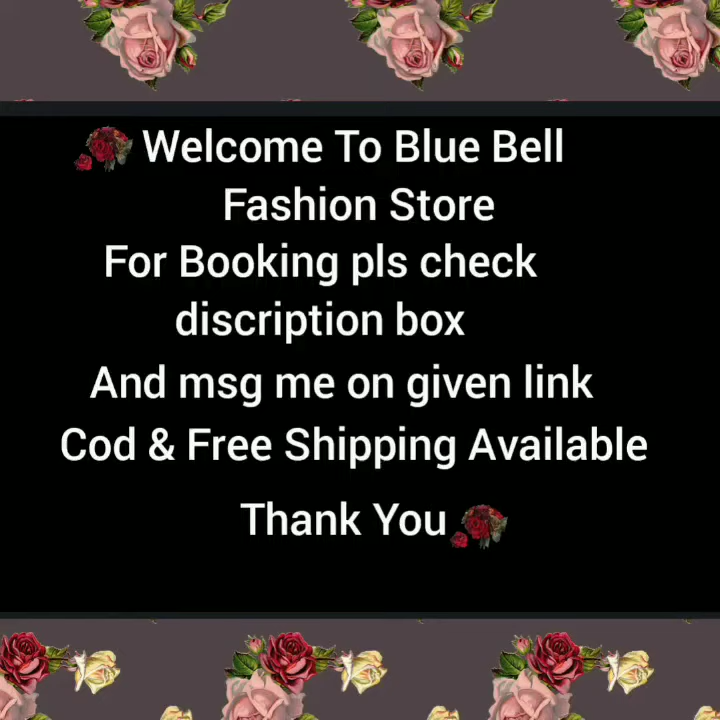 Welcome To Blue Bell
Fashion Store
For Booking pls check
discription box
And msg me on given link
Cod & Free Shipping Available
Thank You